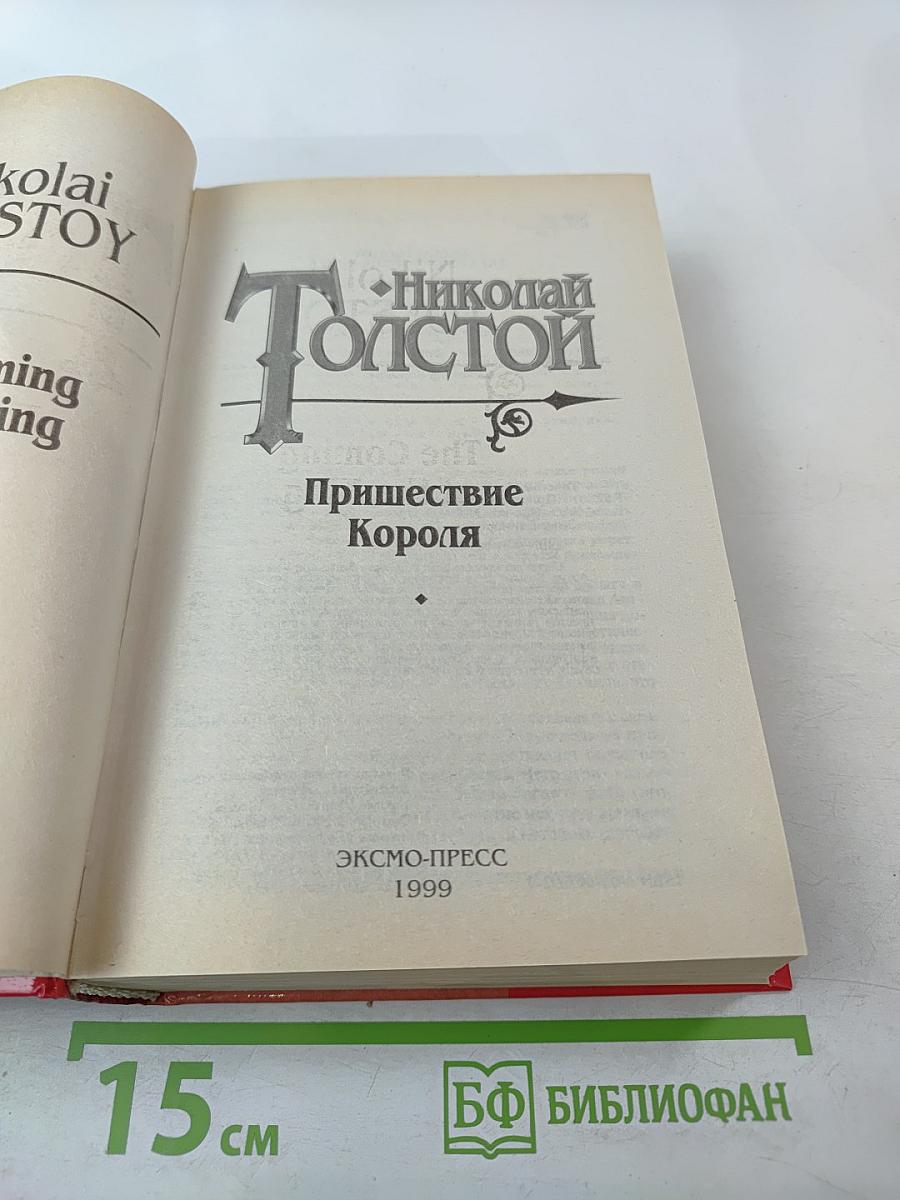 kolai
STOY
ming
ing
Николай
Толстой
Пришествие
Короля
ЭКСМО-ПРЕСС
1999
15 см
БФ БИБЛИОФАН